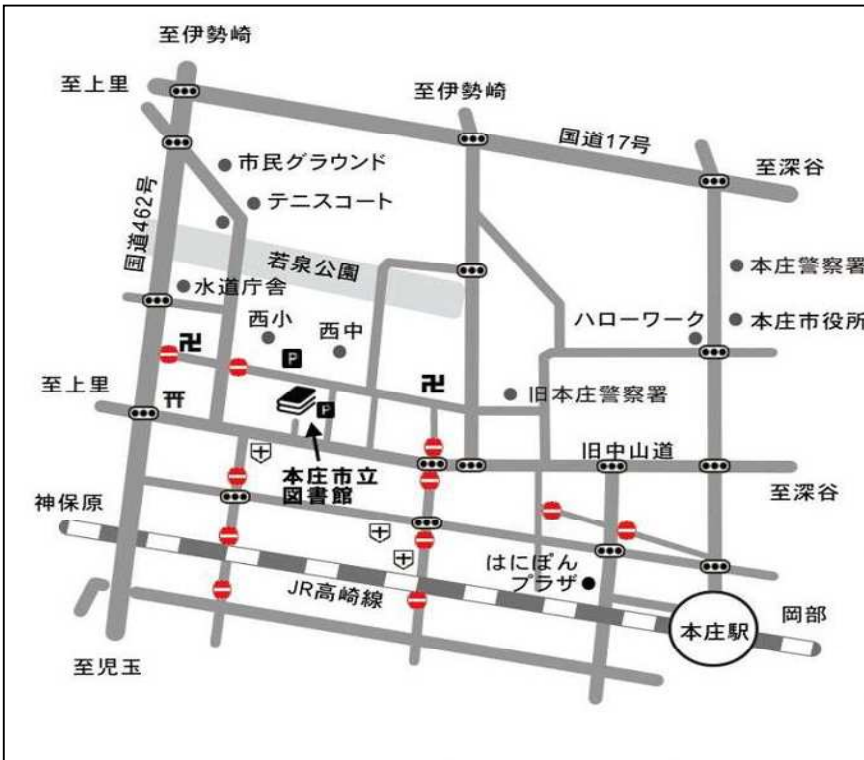 至伊勢崎
至上里
至伊勢崎
国道17号
至深谷
市民グラウンド
テニスコート
国道462号
若泉公園
本庄警察署
水道庁舎
西小
西中
ハローワーク
本庄市役所
P
至上里
旧本庄警察署
P
本庄市立
図書館
旧中山道
至深谷
神保原
はにぽん
プラザ
JR高崎線
本庄駅
岡部
至児玉